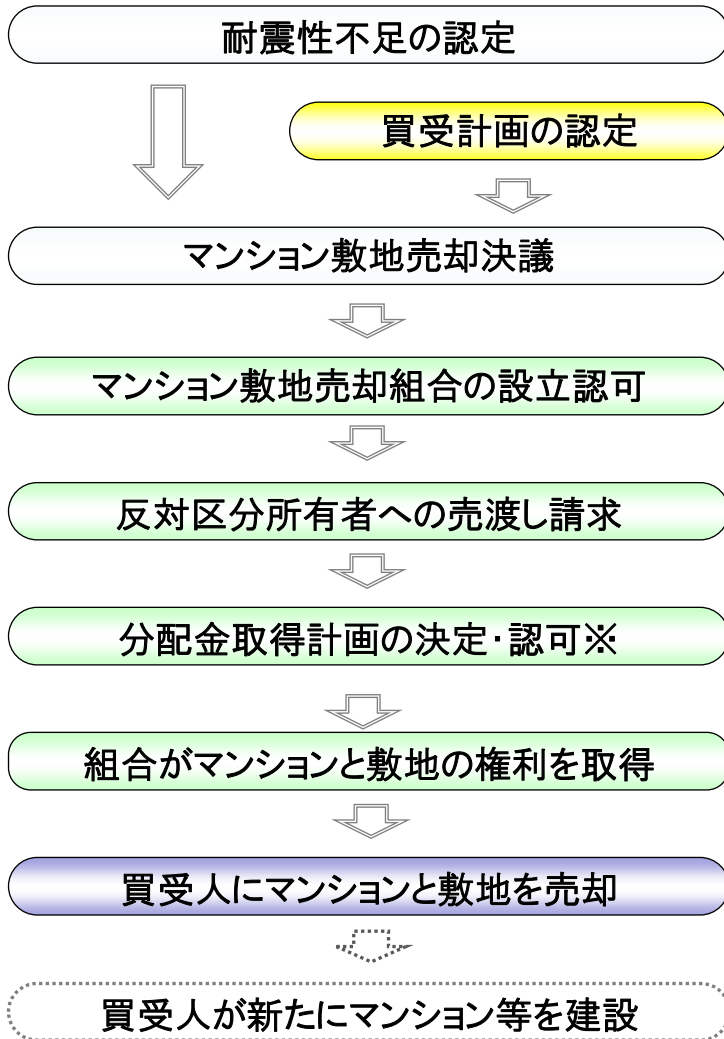 耐震性不足の認定
買受計画の認定
マンション敷地売却決議
マンション敷地売却組合の設立認可
反対区分所有者への売渡し請求
分配金取得計画の決定・認可※
組合がマンションと敷地の権利を取得
買受人にマンションと敷地を売却
買受人が新たにマンション等を建設